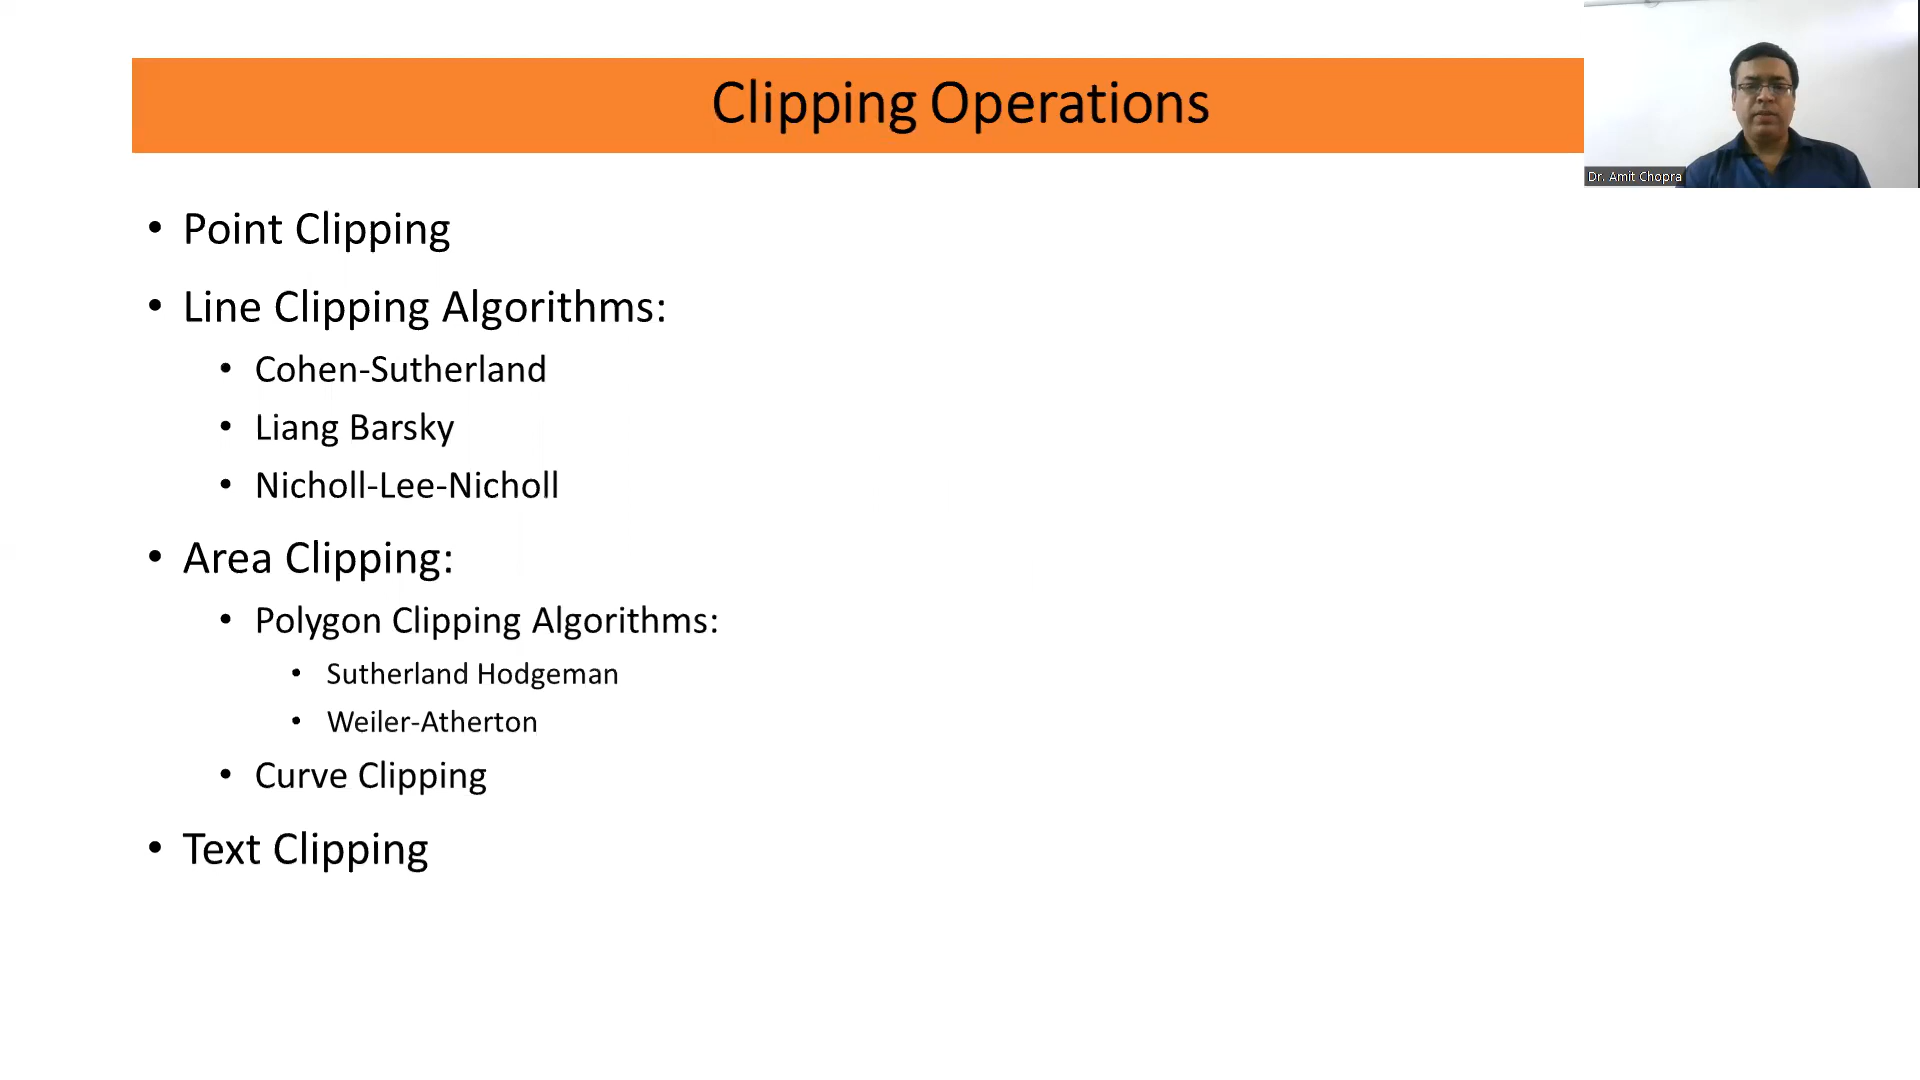 Clipping Operations
Dr. Amit Chopra
• Point Clipping
• Line Clipping Algorithms:
• Cohen-Sutherland
• Liang Barsky
• Nicholl-Lee-Nicholl
• Area Clipping:
• Polygon Clipping Algorithms:
• Sutherland Hodgeman
• Weiler-Atherton
• Curve Clipping
• Text Clipping